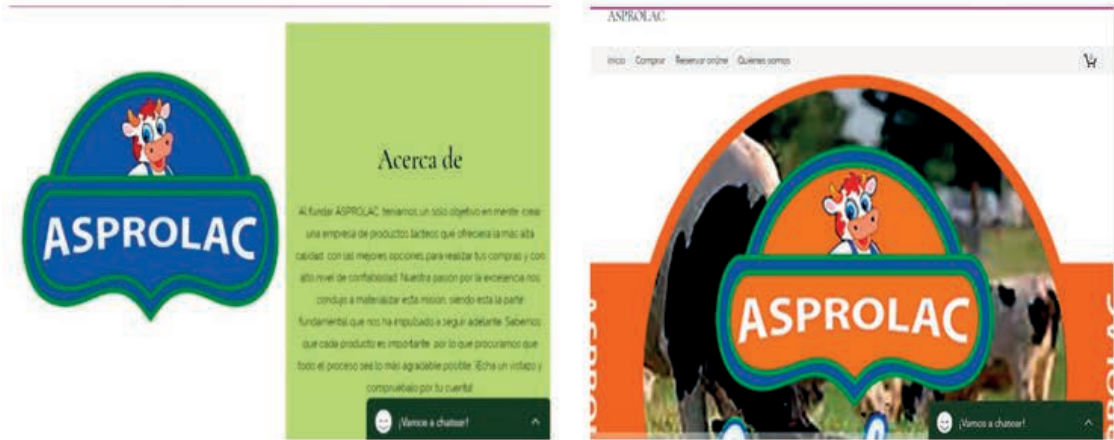 ASPROLAC
Acerca de
Al fundar ASPROLAC, teníamos un solo objetivo en mente: crear
una empresa de productos lácteos que ofreciera la más alta
calidad, con las mejores opciones para realizar tus compras y con
alto nivel de confiabilidad. Nuestra pasión por la excelencia nos
condujo a materializar esta misión, siendo esta la parte
fundamental que nos ha impulsado a seguir adelante. Sabemos
que cada producto es importante, por lo que procuramos que
todo el proceso sea lo más agradable posible. ¡Echa un vistazo y
compruébalo por tu cuenta!
¡Vamos a chatear!
ASPROLAC
Inicio Comprar Reservar online Quiénes somos
ASPROLAC
¡Vamos a chatear!